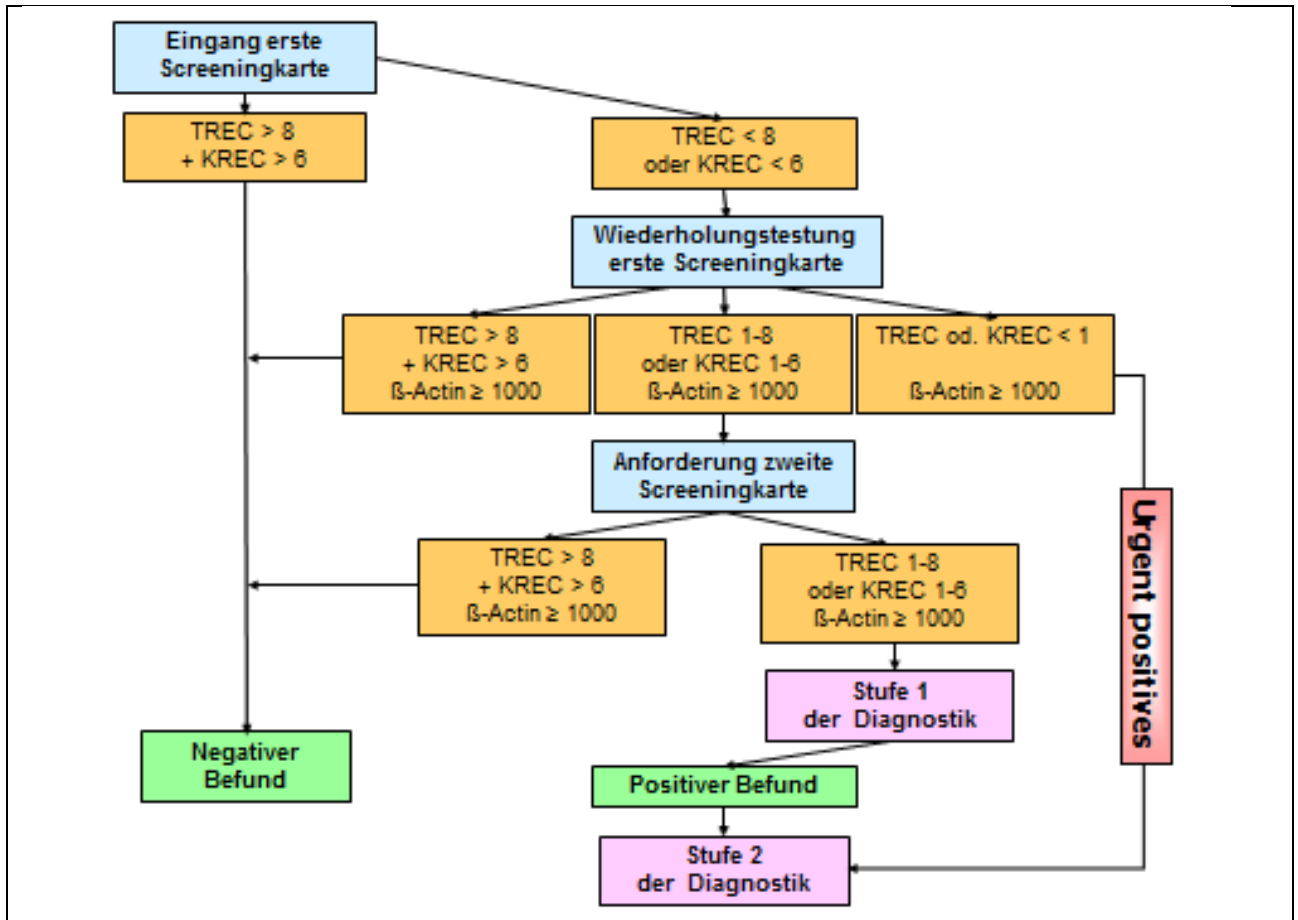 Eingang erste
Screeningkarte
TREC > 8
+ KREC > 6
TREC < 8
oder KREC < 6
Wiederholungstestung
erste Screeningkarte
TREC > 8
+ KREC > 6
ß-Actin ≥ 1000
TREC 1-8
oder KREC 1-6
ß-Actin ≥ 1000
TREC od. KREC < 1
ß-Actin ≥ 1000
Anforderung zweite
Screeningkarte
TREC > 8
+ KREC > 6
ß-Actin ≥ 1000
TREC 1-8
oder KREC 1-6
ß-Actin ≥ 1000
Urgent positives
Stufe 1
der Diagnostik
Negativer
Befund
Positiver Befund
Stufe 2
der Diagnostik